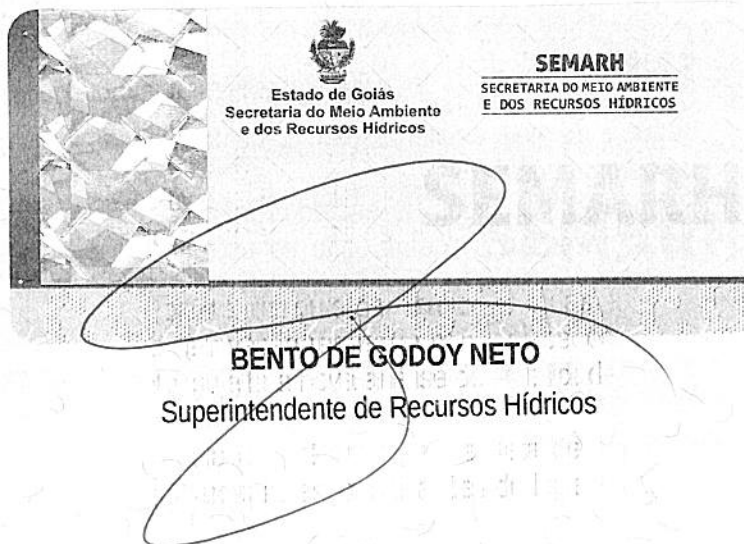 Estado de Goiás
Secretaria do Meio Ambiente
e dos Recursos Hídricos
SEMARH
SECRETARIA DO MEIO AMBIENTE
E DOS RECURSOS HÍDRICOS
BENTO DE GODOY NETO
Superintendente de Recursos Hídricos